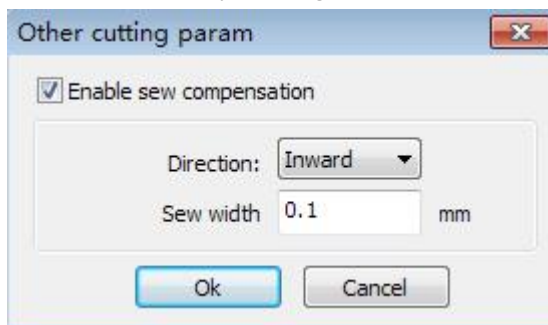 Other cutting param
Enable sew compensation
Direction: Inward
Sew width 0.1 mm
Ok Cancel